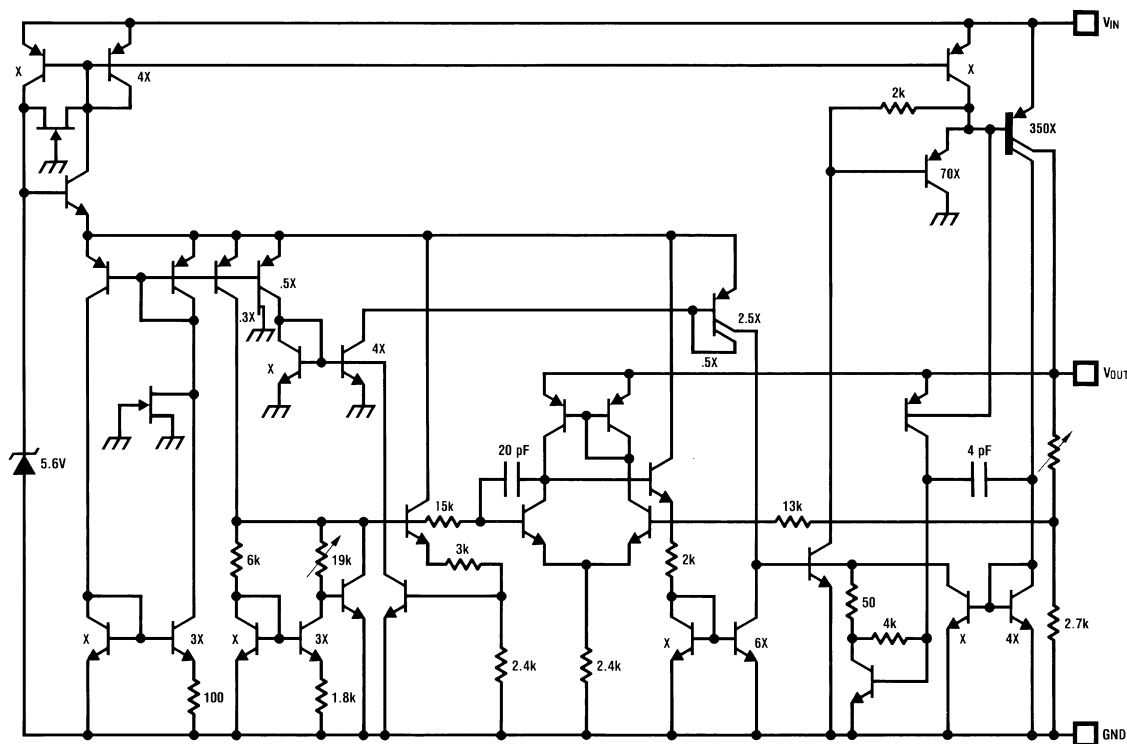 VIN
X
4X
X
2k
350X
70X
.5X
.3X
4X
2.5X
X
.5X
VOUT
5.6V
20 pF
4 pF
15k
13k
6k
19k
3k
2k
50
X
3X
X
3X
2.4k
2.4k
X
6X
4k
X
4X
2.7k
100
1.8k
GND